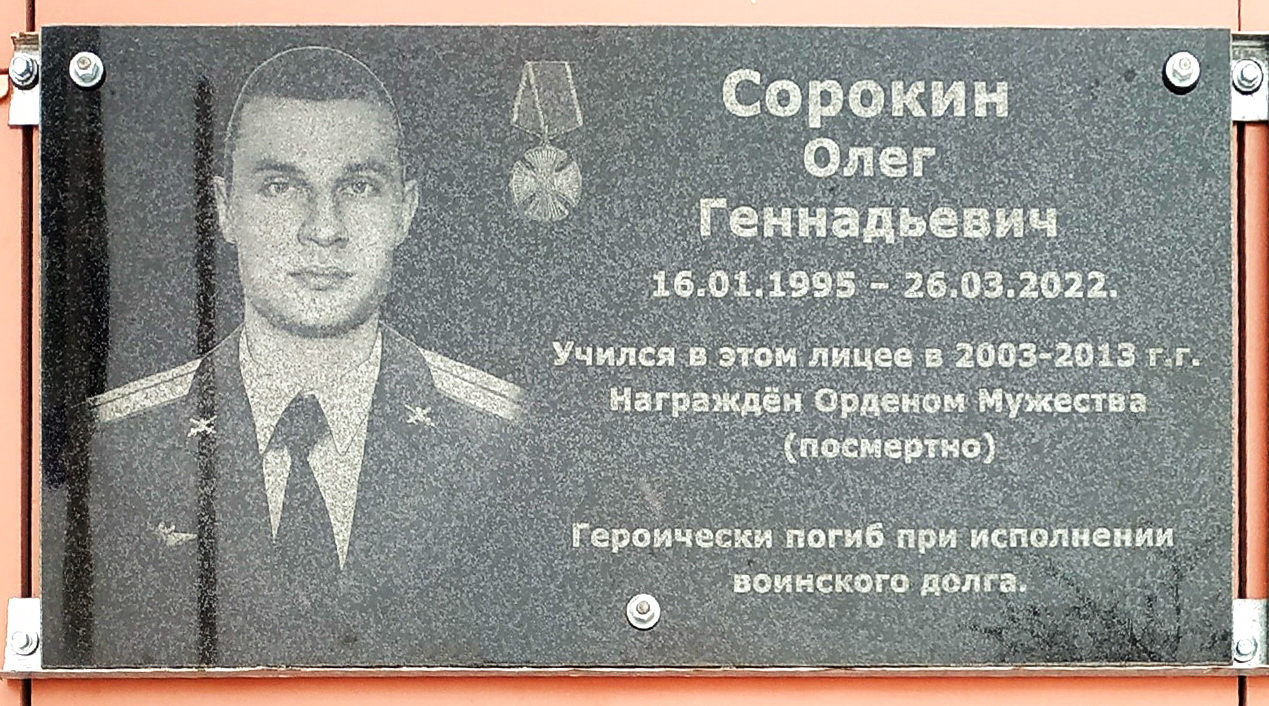 Сорокин
Олег
Геннадьевич
16.01.1995 – 26.03.2022.
Учился в этом лицее в 2003-2013 г.г.
Награждён Орденом Мужества
(посмертно)
Героически погиб при исполнении
воинского долга.